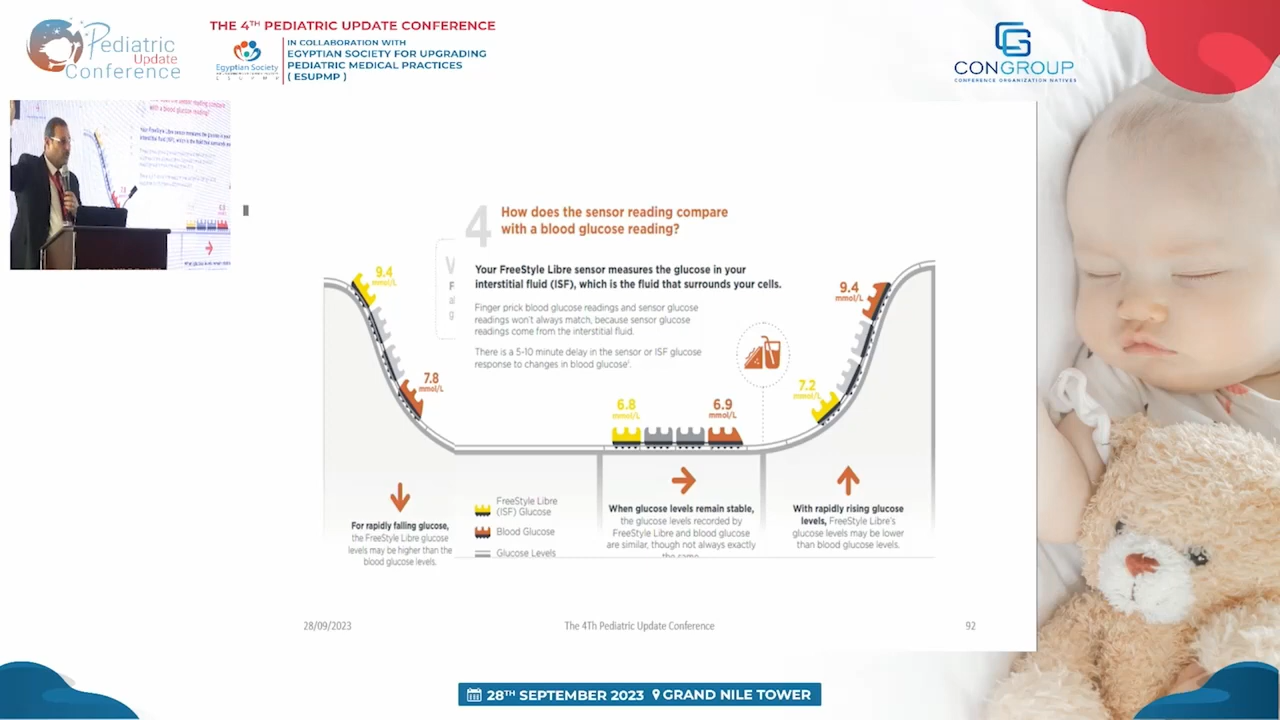 Pediatric
Update
Conference
THE 4TH PEDIATRIC UPDATE CONFERENCE
Egyptian Society
IN COLLABORATION WITH
EGYPTIAN SOCIETY FOR UPGRADING
PEDIATRIC MEDICAL PRACTICES
( ESUPMP )
CONGROUP
CONFERENCE ORGANIZATION NATIVES
4
How does the sensor reading compare
with a blood glucose reading?
Your FreeStyle Libre sensor measures the glucose in your
interstitial fluid (ISF), which is the fluid that surrounds your cells.
Finger prick blood glucose readings and sensor glucose
readings won't always match, because sensor glucose
readings come from the interstitial fluid.
There is a 5-10 minute delay in the sensor or ISF glucose
response to changes in blood glucose¹.
9.4
mmol/L
7.8
mmol/L
6.8
mmol/L
6.9
mmol/L
7.2
mmol/L
9.4
mmol/L
For rapidly falling glucose,
the FreeStyle Libre glucose
levels may be higher than the
blood glucose levels.
FreeStyle Libre
(ISF) Glucose
Blood Glucose
Glucose Levels
When glucose levels remain stable,
the glucose levels recorded by
FreeStyle Libre and blood glucose
are similar, though not always exactly
the same
With rapidly rising glucose
levels, FreeStyle Libre's
glucose levels may be lower
than blood glucose levels.
28/09/2023
The 4Th Pediatric Update Conference
92
28TH SEPTEMBER 2023 GRAND NILE TOWER